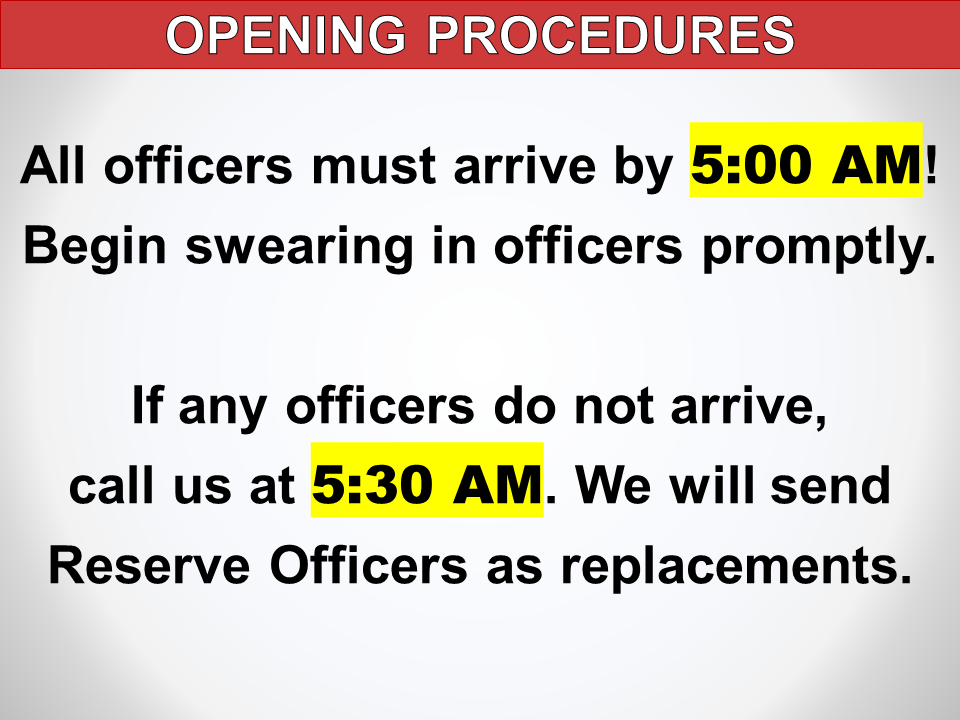 OPENING PROCEDURES
All officers must arrive by 5:00 AM!
Begin swearing in officers promptly.
If any officers do not arrive,
call us at 5:30 AM. We will send
Reserve Officers as replacements.